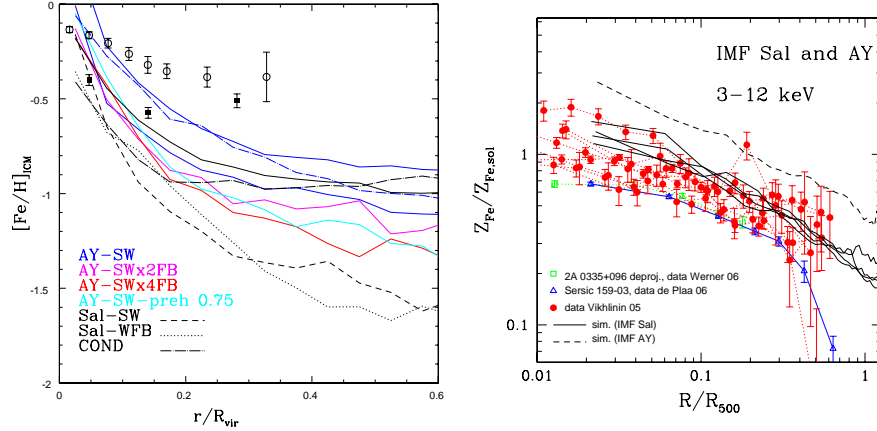 0
-0.5
-1
-1.5
-2
[Fe/H]ICM
AY-SW
AY-SWx2FB
AY-SWx4FB
AY-SW-preh 0.75
Sal-SW
Sal-WFB
COND
0
0.2
0.4
0.6
r/Rvir
IMF Sal and AY
3-12 keV
1
0.1
ZFe/ZFe,sol
2A 0335+096 deproj., data Werner 06
Sersic 159-03, data de Plaa 06
data Vikhlinin 05
sim. (IMF Sal)
sim. (IMF AY)
0.01
0.1
1
R/R500